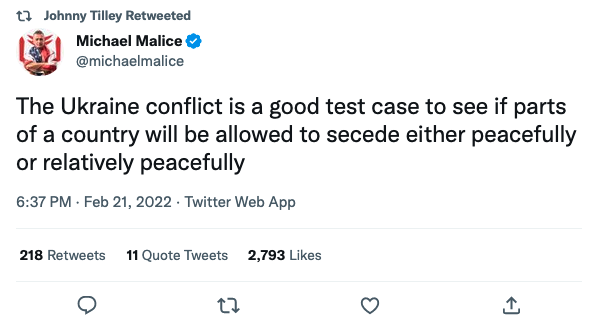 Johnny Tilley Retweeted
Michael Malice
@michaelmalice
The Ukraine conflict is a good test case to see if parts
of a country will be allowed to secede either peacefully
or relatively peacefully
6:37 PM · Feb 21, 2022 · Twitter Web App
218 Retweets 11 Quote Tweets 2,793 Likes